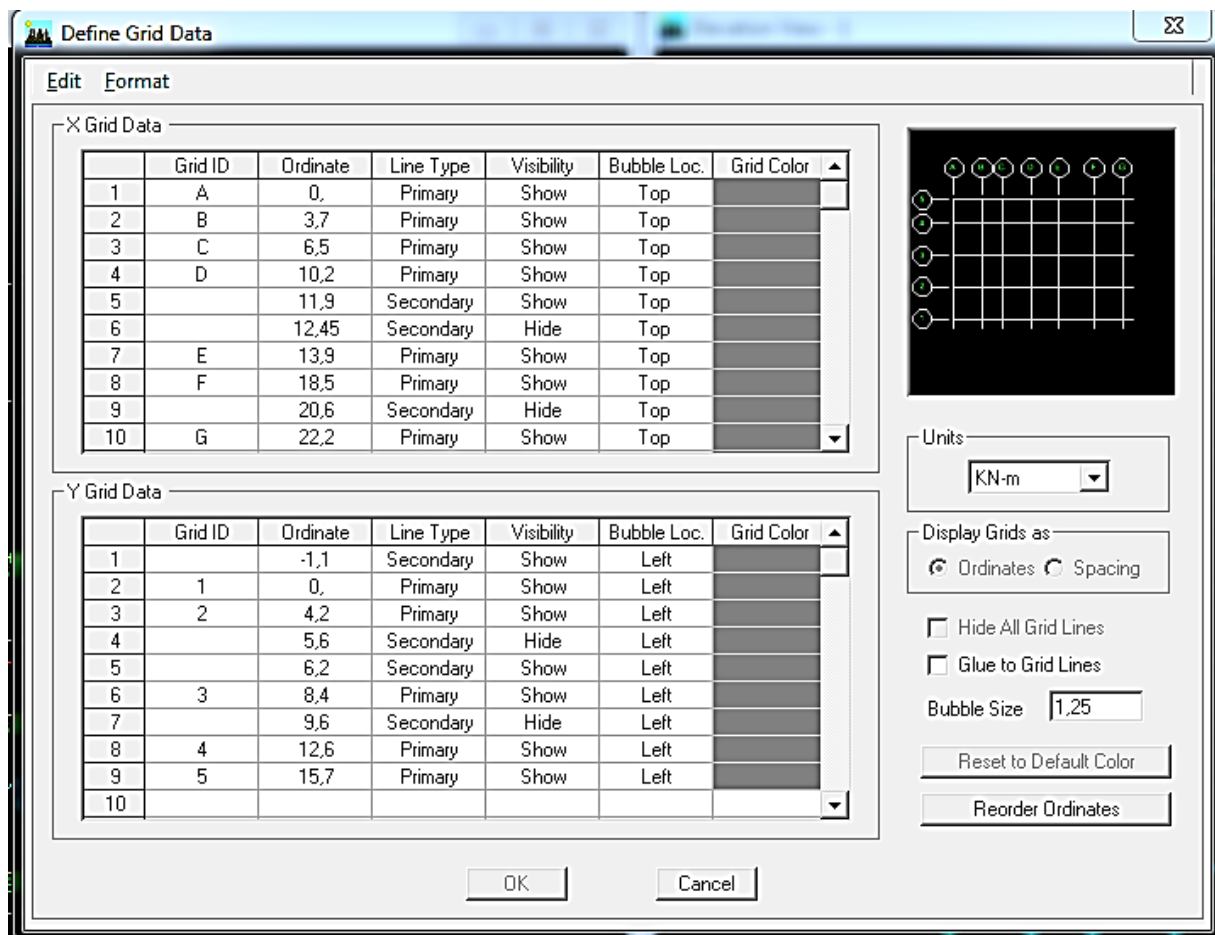 Define Grid Data
Edit Format
X Grid Data
Grid ID Ordinate Line Type Visibility Bubble Loc. Grid Color
1 A 0, Primary Show Top
2 B 3,7 Primary Show Top
3 C 6,5 Primary Show Top
4 D 10,2 Primary Show Top
5 11,9 Secondary Show Top
6 12,45 Secondary Hide Top
7 E 13,9 Primary Show Top
8 F 18,5 Primary Show Top
9 20,6 Secondary Hide Top
10 G 22,2 Primary Show Top
Y Grid Data
Grid ID Ordinate Line Type Visibility Bubble Loc. Grid Color
1 -1,1 Secondary Show Left
2 1 0, Primary Show Left
3 2 4,2 Primary Show Left
4 5,6 Secondary Hide Left
5 6,2 Secondary Show Left
6 3 8,4 Primary Show Left
7 9,6 Secondary Hide Left
8 4 12,6 Primary Show Left
9 5 15,7 Primary Show Left
10
A B C D E F G
5
4
3
2
1
Units
KN-m
Display Grids as
Ordinates Spacing
Hide All Grid Lines
Glue to Grid Lines
Bubble Size 1,25
Reset to Default Color
Reorder Ordinates
OK Cancel